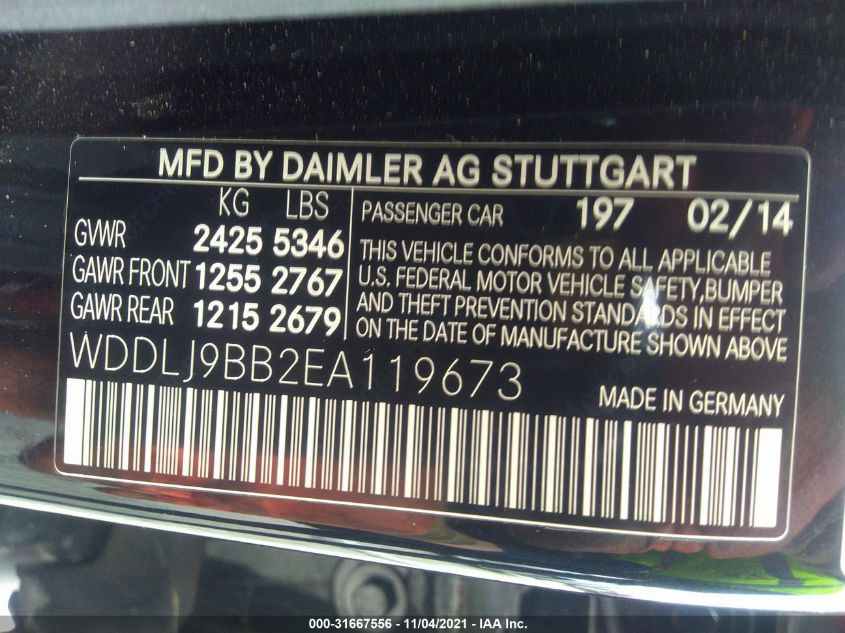 MFD BY DAIMLER AG STUTTGART
KG LBS
GVWR 2425 5346
GAWR FRONT 1255 2767
GAWR REAR 1215 2679
PASSENGER CAR 197 02/14
THIS VEHICLE CONFORMS TO ALL APPLICABLE
U.S. FEDERAL MOTOR VEHICLE SAFETY,BUMPER
AND THEFT PREVENTION STANDARDS IN EFFECT
ON THE DATE OF MANUFACTURE SHOWN ABOVE
WDDLJ9BB2EA119673
MADE IN GERMANY
000-31667556 - 11/04/2021 - IAA Inc.